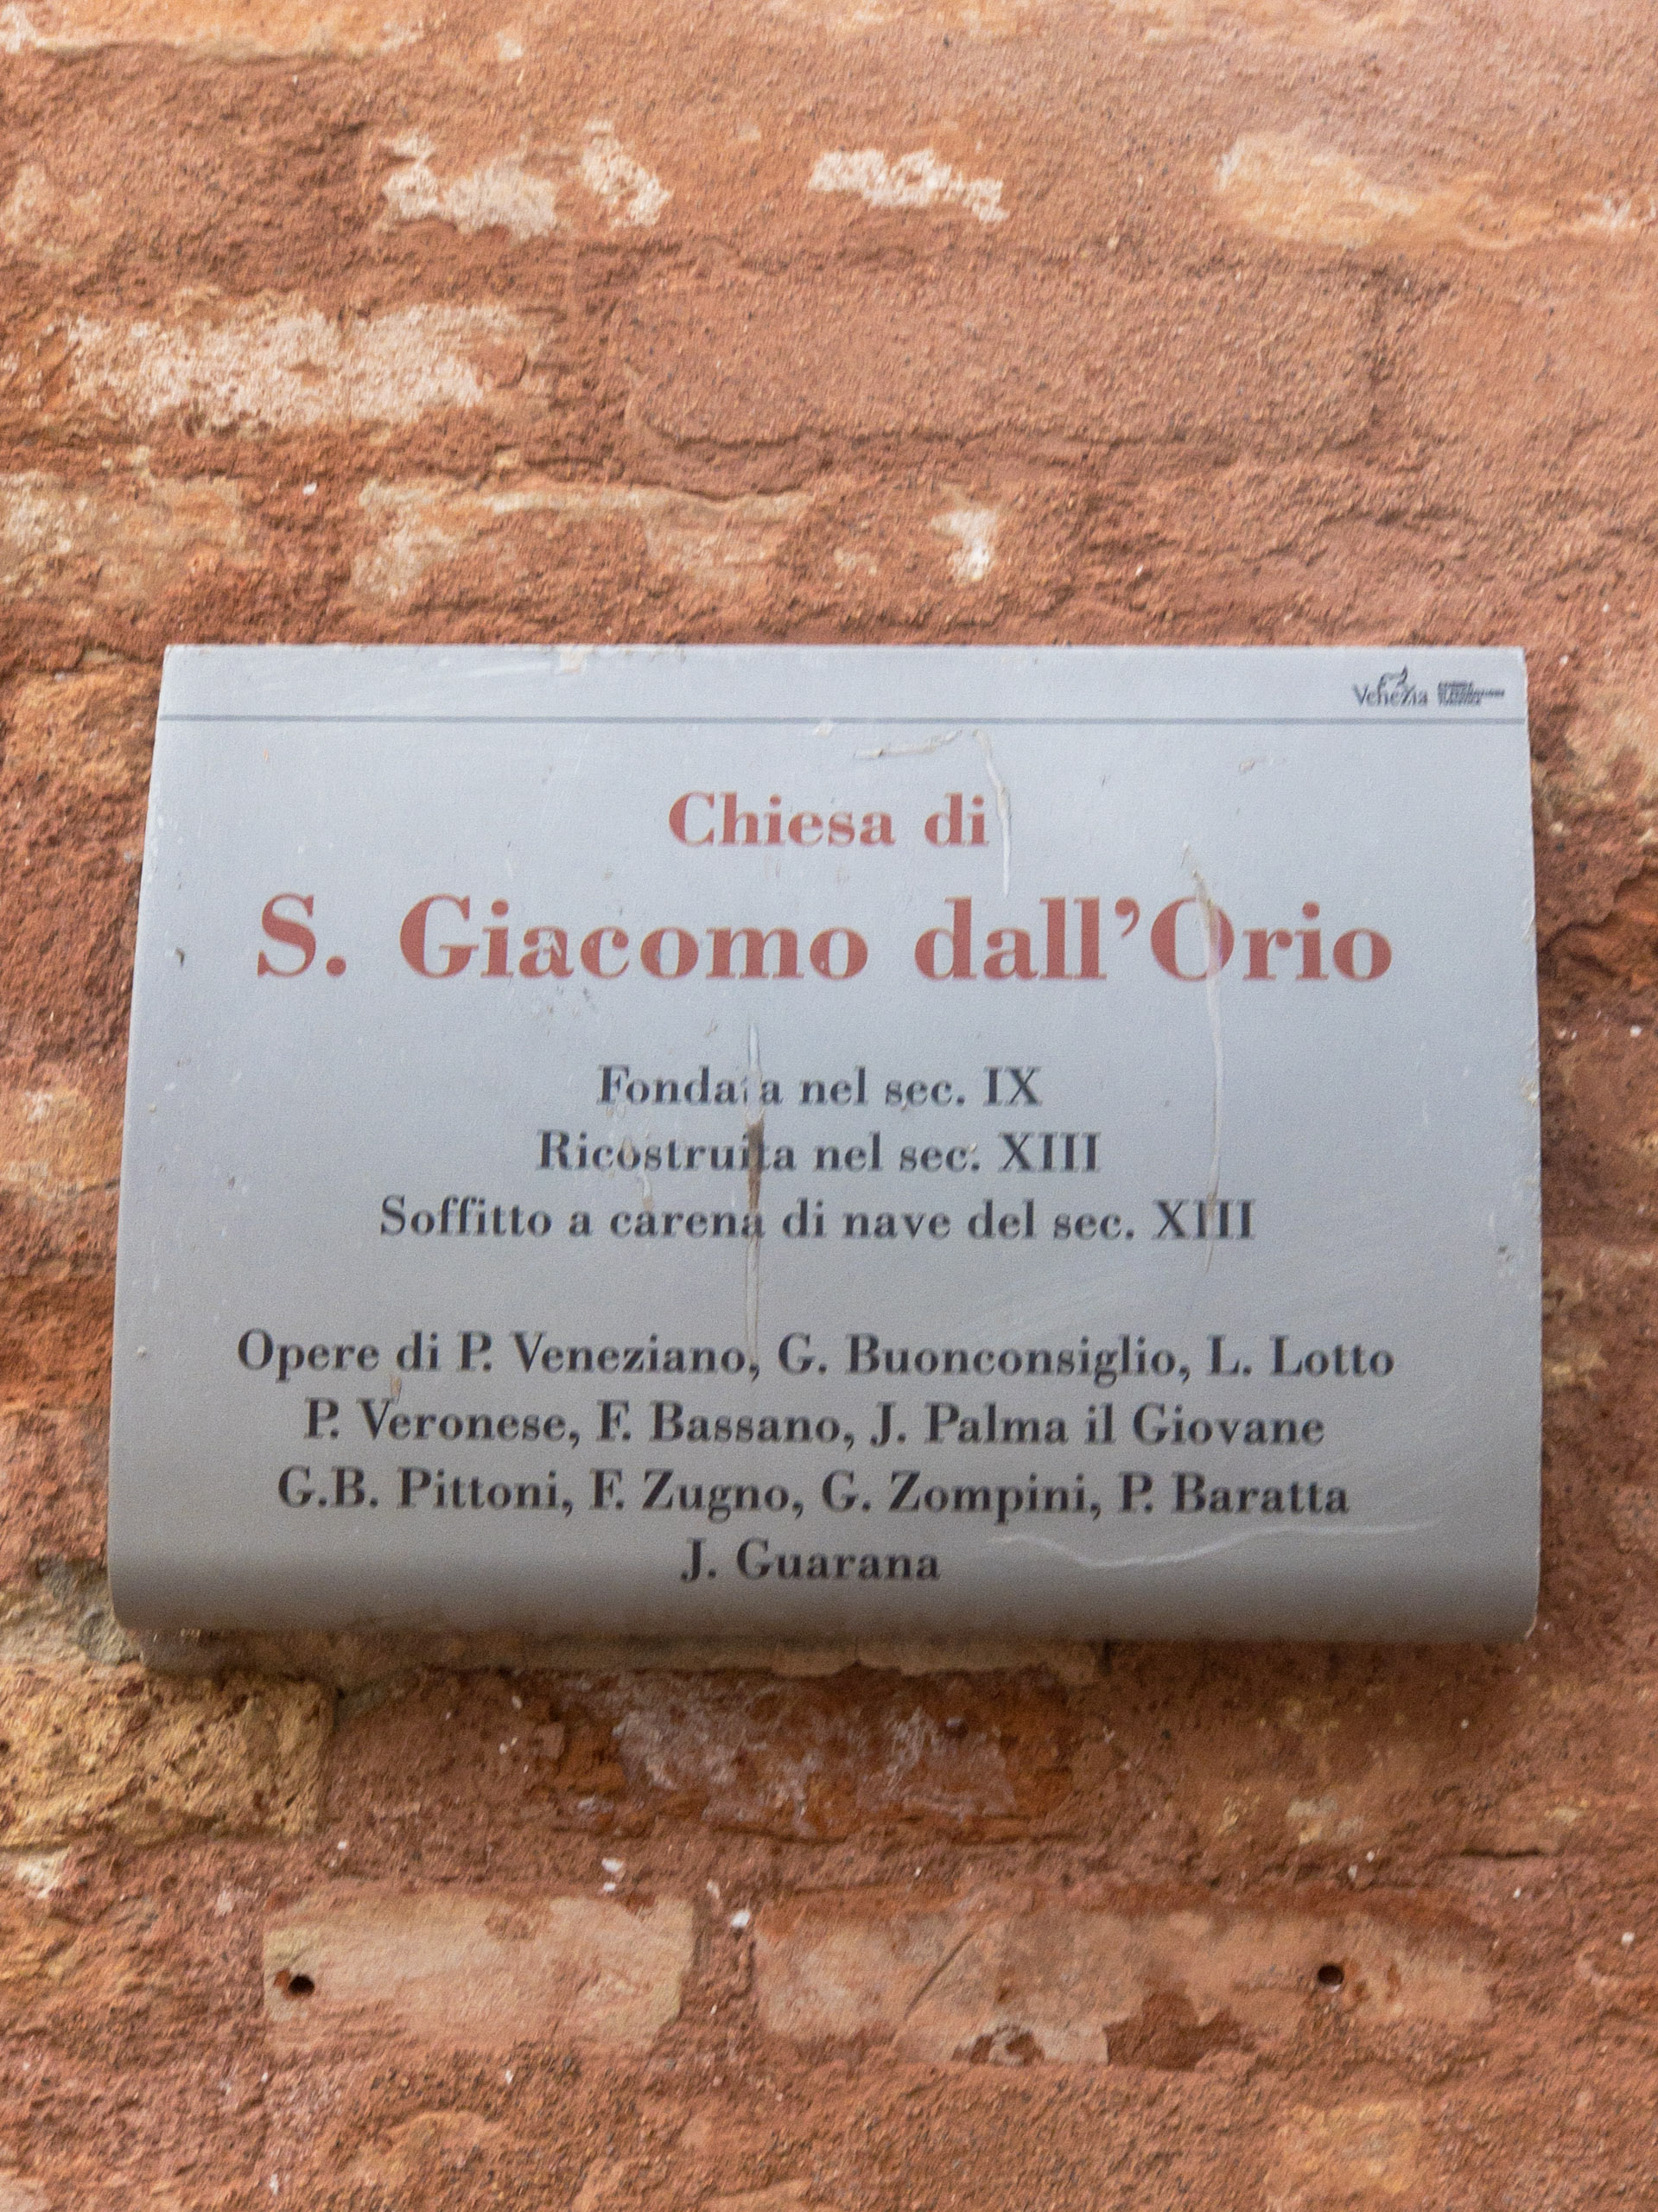 Venezia
Chiesa di
S. Giacomo dall'Orio
Fondata nel sec. IX
Ricostruita nel sec. XIII
Soffitto a carena di nave del sec. XIII
Opere di P. Veneziano, G. Buonconsiglio, L. Lotto
P. Veronese, F. Bassano, J. Palma il Giovane
G.B. Pittoni, F. Zugno, G. Zompini, P. Baratta
J. Guarana